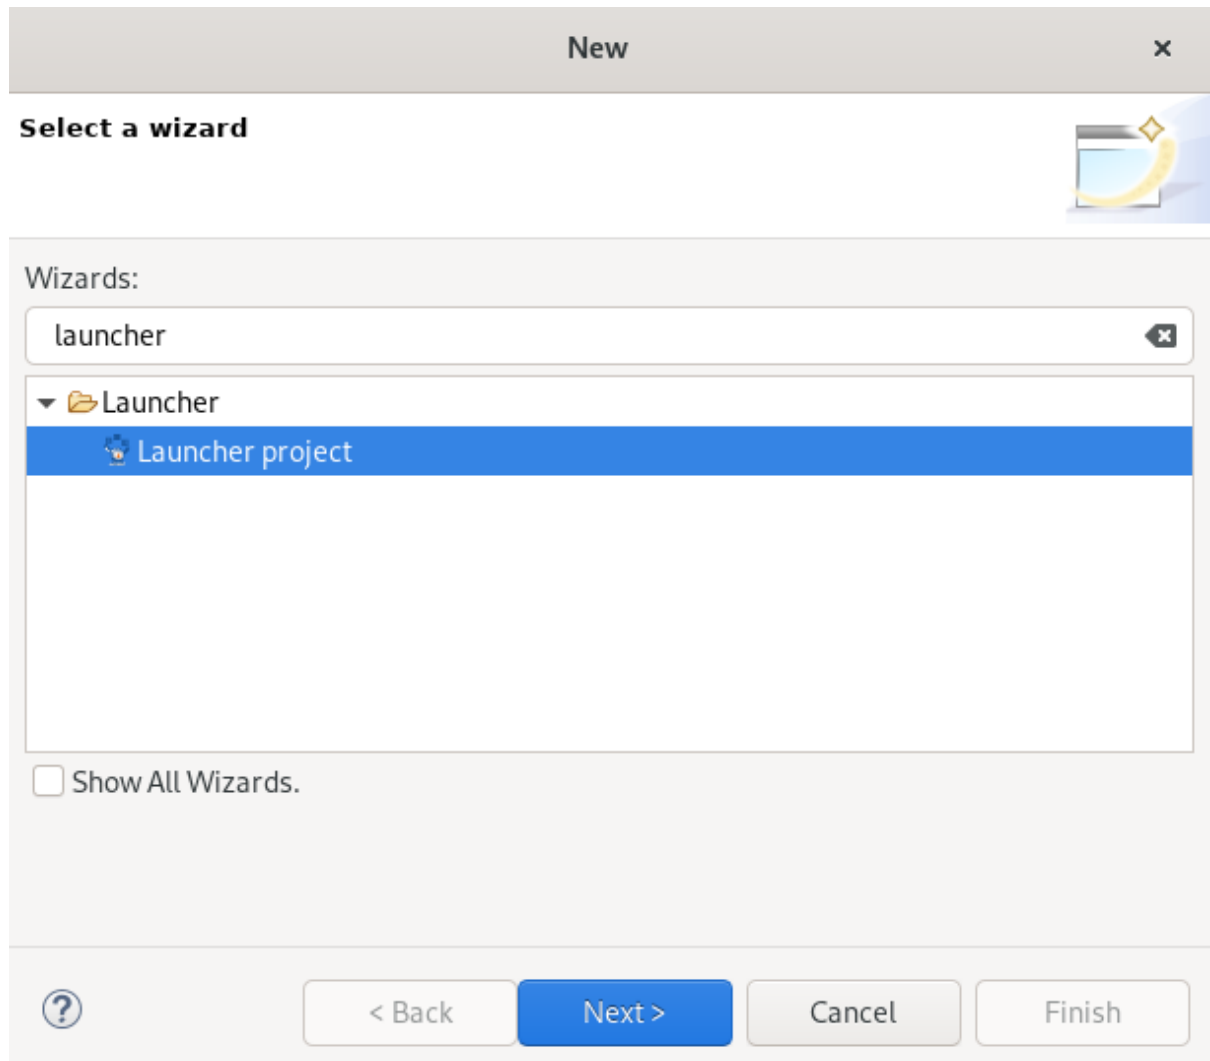 New
Select a wizard
Wizards:
launcher
Launcher
Launcher project
Show All Wizards.
< Back
Next >
Cancel
Finish